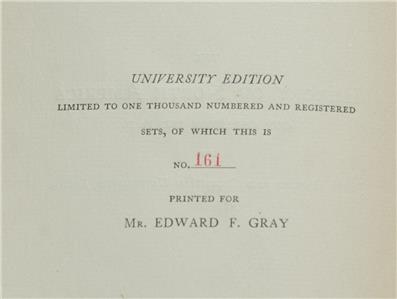 UNIVERSITY EDITION
LIMITED TO ONE THOUSAND NUMBERED AND REGISTERED
SETS, OF WHICH THIS IS
NO. 161
PRINTED FOR
MR. EDWARD F. GRAY